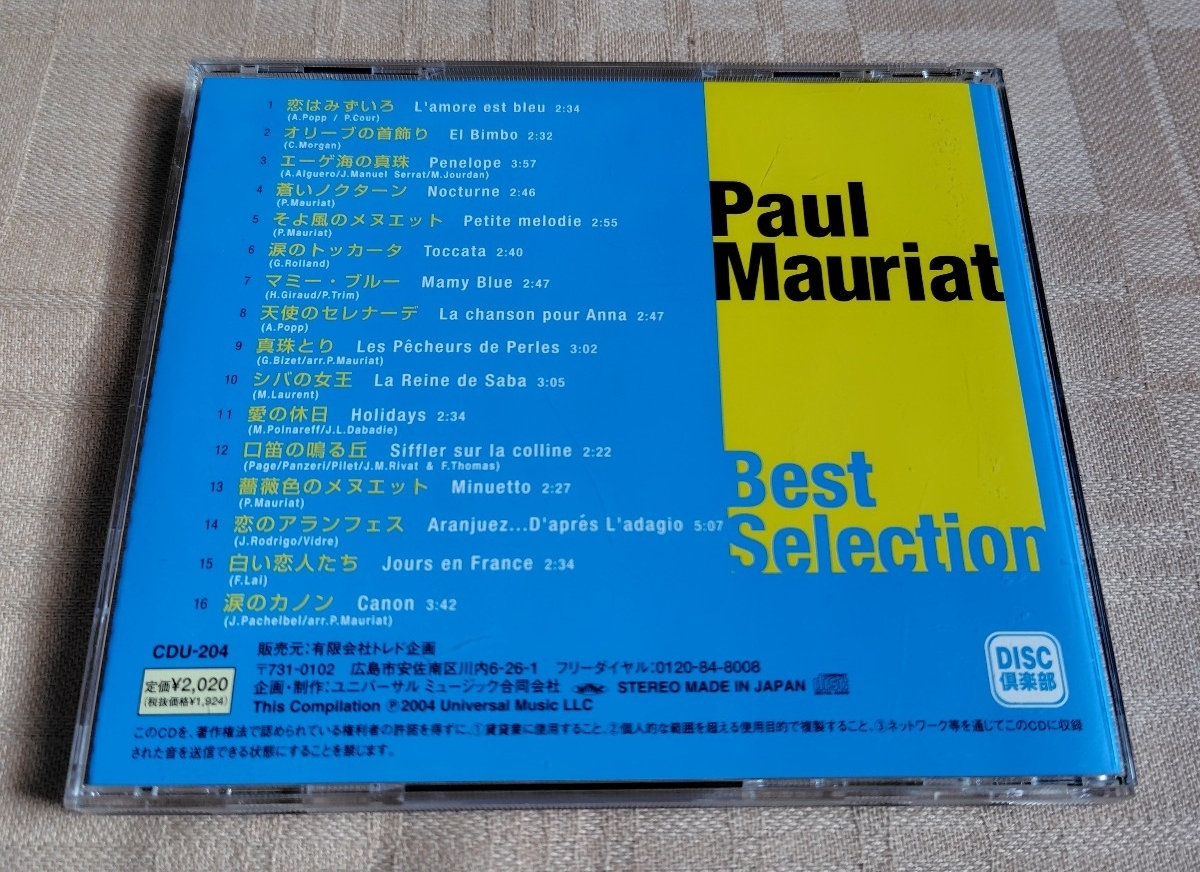 1 恋はみずいろ L'amore est bleu 2:34
(A.Popp / P.Cour)
2 オリーブの首飾り El Bimbo 2:32
(C.Morgan)
3 エーゲ海の真珠 Penelope 3:57
(A.Alguero/J.Manuel Serrat/M.Jourdan)
4 蒼いノクターン Nocturne 2:46
(P.Mauriat)
5 そよ風のメヌエット Petite melodie 2:55
(P.Mauriat)
6 涙のトッカータ Toccata 2:40
(G.Rolland)
7 マミー・ブルー Mamy Blue 2:47
(H.Giraud/P.Trim)
8 天使のセレナーデ La chanson pour Anna 2:47
(A.Popp)
9 真珠とり Les Pêcheurs de Perles 3:02
(G.Bizet/arr.P.Mauriat)
10 シバの女王 La Reine de Saba 3:05
(M.Laurent)
11 愛の休日 Holidays 2:34
(M.Polnareff/J.L.Dabadie)
12 口笛の鳴る丘 Siffler sur la colline 2:22
(Page/Panzeri/Pilet/J.M.Rivat & F.Thomas)
13 薔薇色のメヌエット Minuetto 2:27
(P.Mauriat)
14 恋のアランフェス Aranjuez...D'aprés L'adagio 5:07
(J.Rodrigo/Vidre)
15 白い恋人たち Jours en France 2:34
(F.Lai)
16 涙のカノン Canon 3:42
(J.Pachelbel/arr.P.Mauriat)
Paul
Mauriat
Best
Selection
CDU-204 販売元:有限会社トレド企画
〒731-0102 広島市安佐南区川内6-26-1 フリーダイヤル:0120-84-8008
定価¥2,020
(税抜価格¥1,924)
企画・制作:ユニバーサル ミュージック合同会社 STEREO MADE IN JAPAN
This Compilation Ⓟ2004 Universal Music LLC
DISC
倶楽部
このCDを、著作権法で認められている権利者の許諾を得ずに、①賃貸業に使用すること、②個人的な範囲を超える使用目的で複製すること、③ネットワーク等を通じてこのCDに収録
された音を送信できる状態にすることを禁じます。